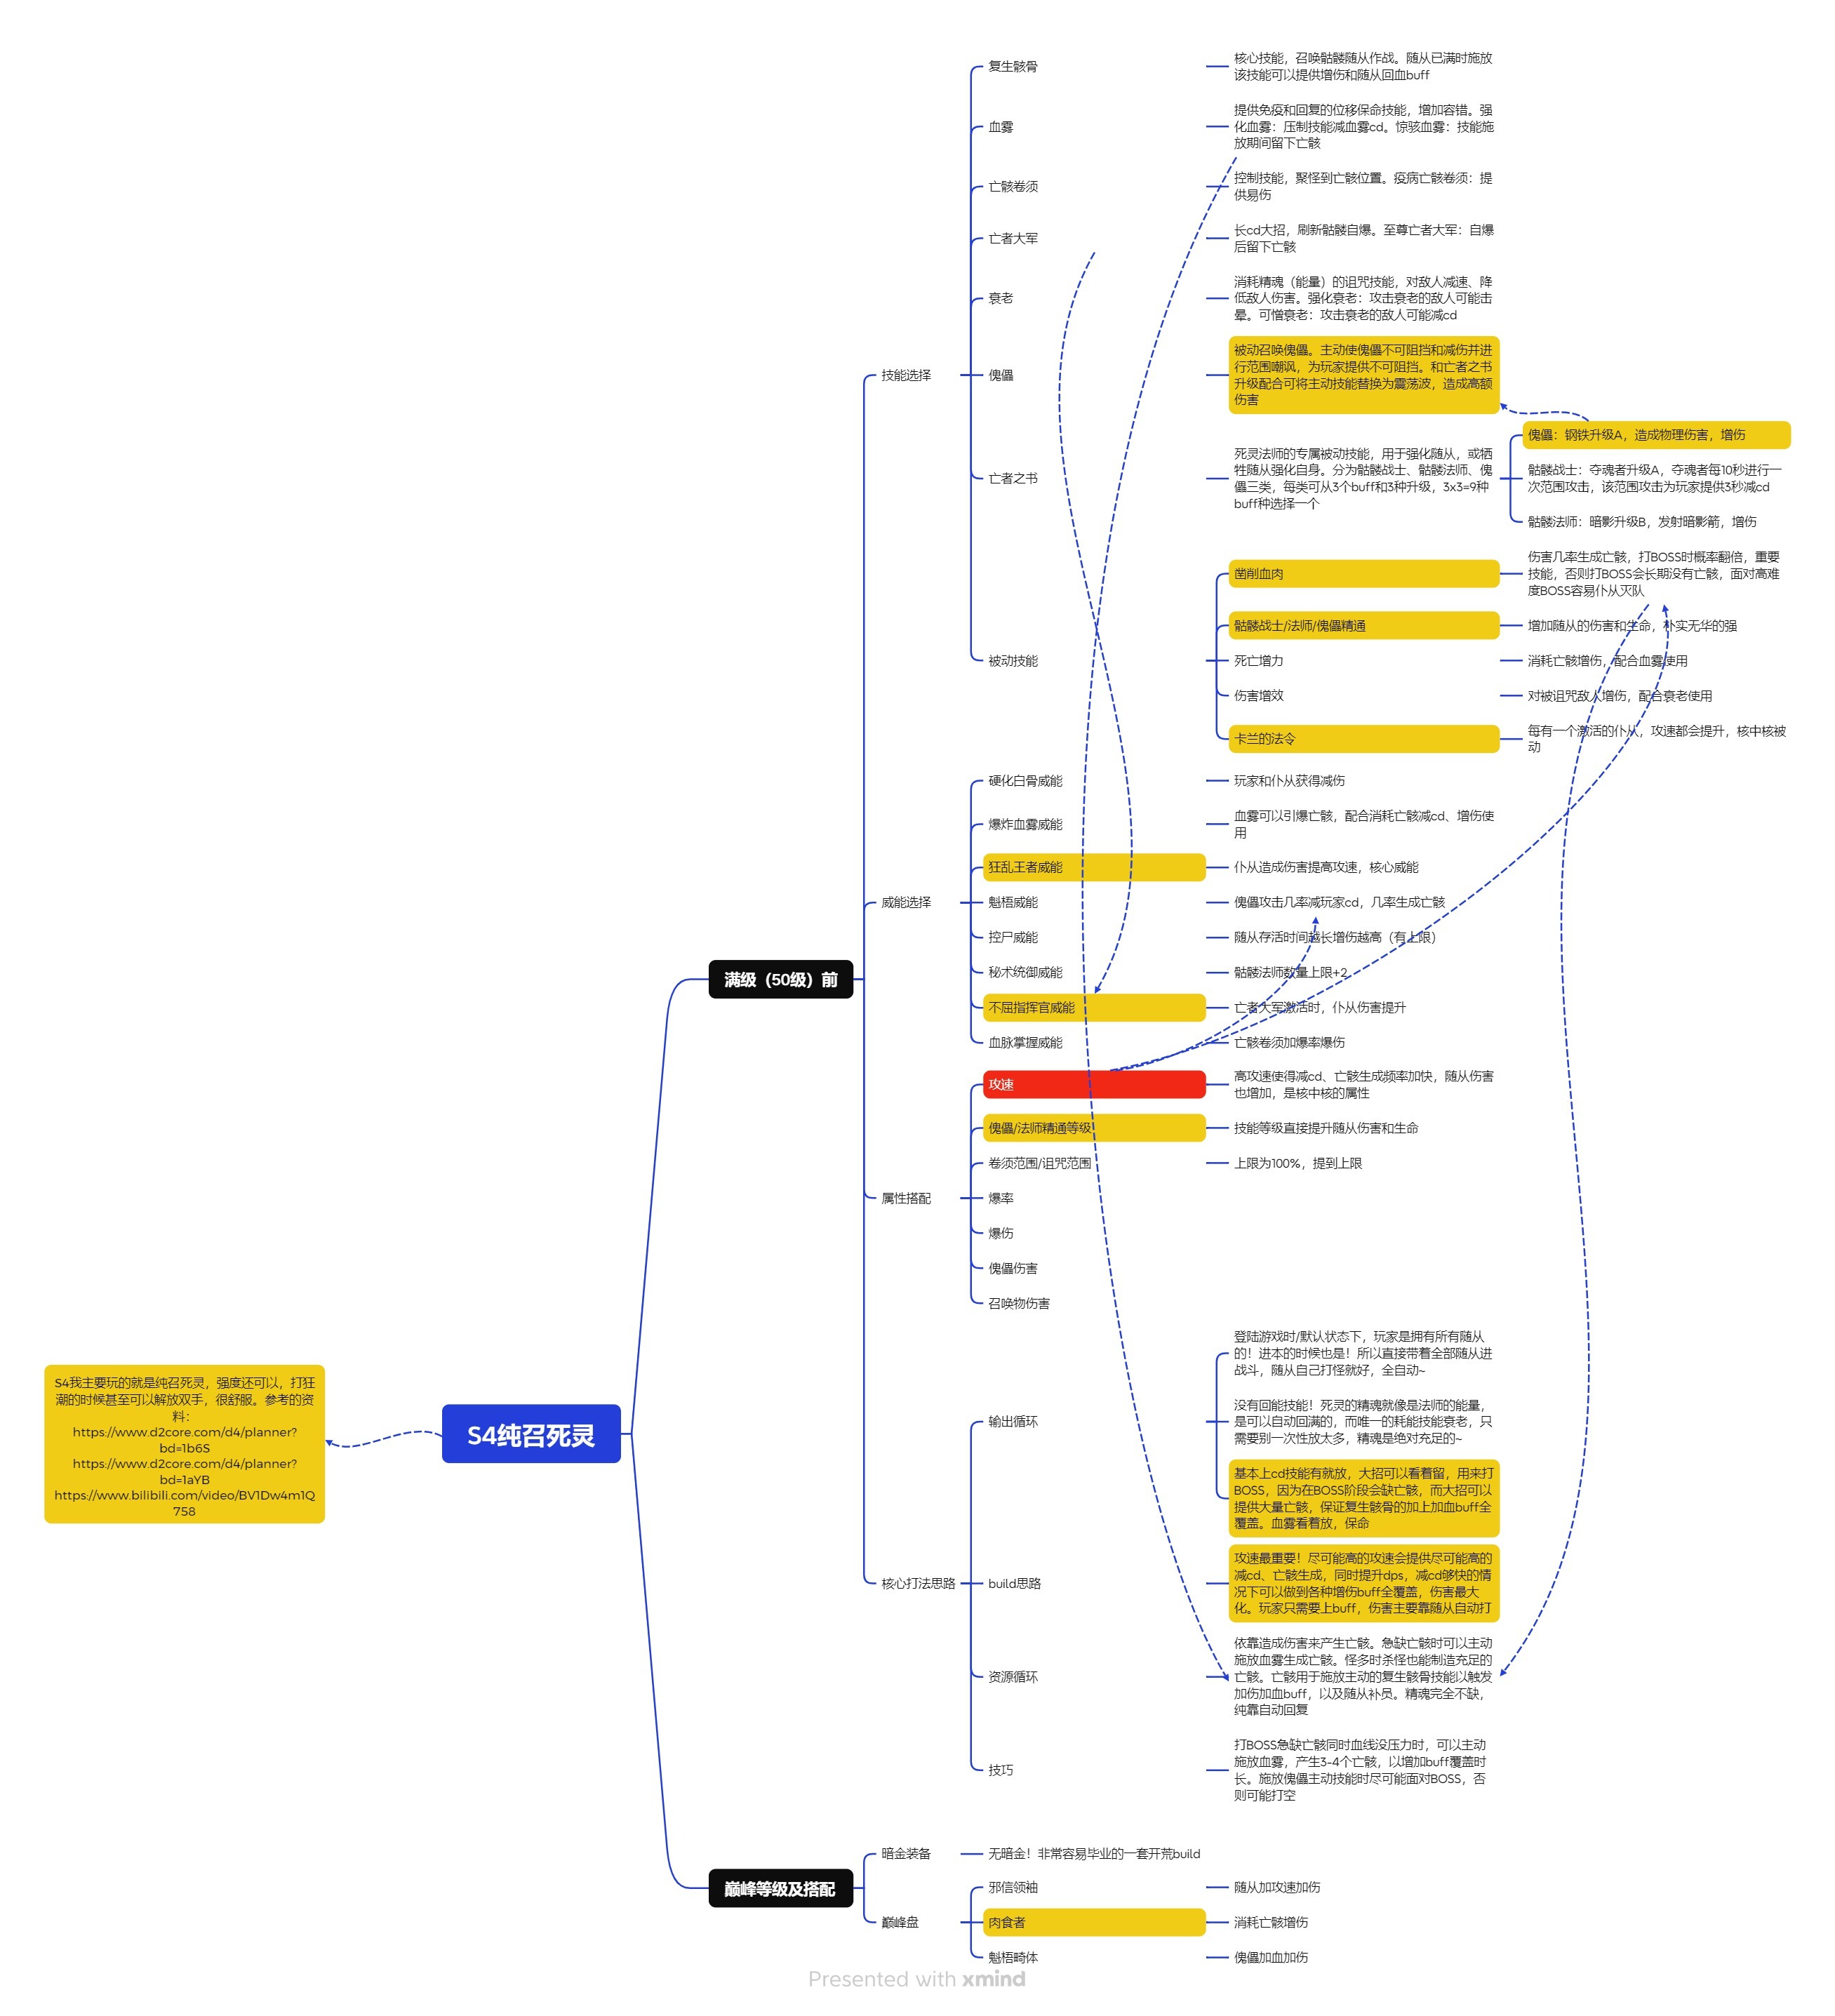 S4纯召死灵
S4我主要玩的就是纯召死灵，强度还可以，打狂
潮的时候甚至可以解放双手，很舒服。参考的资
料：
https://www.d2core.com/d4/planner?
bd=1b6S
https://www.d2core.com/d4/planner?
bd=1aYB
https://www.bilibili.com/video/BV1Dw4m1Q
758
满级（50级）前
技能选择
复生骸骨
核心技能，召唤骷髅随从作战。随从已满时施放
该技能可以提供增伤和随从回血buff
血雾
提供免疫和回复的位移保命技能，增加容错。强
化血雾：压制技能减血雾cd。惊骇血雾：技能施
放期间留下亡骸
亡骸卷须
控制技能，聚怪到亡骸位置。疫病亡骸卷须：提
供易伤
亡者大军
长cd大招，刷新骷髅自爆。至尊亡者大军：自爆
后留下亡骸
衰老
消耗精魂（能量）的诅咒技能，对敌人减速、降
低敌人伤害。强化衰老：攻击衰老的敌人可能击
晕。可憎衰老：攻击衰老的敌人可能减cd
傀儡
被动召唤傀儡。主动使傀儡不可阻挡和减伤并进
行范围嘲讽，为玩家提供不可阻挡。和亡者之书
升级配合可将主动技能替换为震荡波，造成高额
伤害
亡者之书
死灵法师的专属被动技能，用于强化随从，或牺
牲随从强化自身。分为骷髅战士、骷髅法师、傀
儡三类，每类可从3个buff和3种升级，3x3=9种
buff种选择一个
傀儡：钢铁升级A，造成物理伤害，增伤
骷髅战士：夺魂者升级A，夺魂者每10秒进行一
次范围攻击，该范围攻击为玩家提供3秒减cd
骷髅法师：暗影升级B，发射暗影箭，增伤
被动技能
凿削血肉
伤害几率生成亡骸，打BOSS时概率翻倍，重要
技能，否则打BOSS会长期没有亡骸，面对高难
度BOSS容易仆从灭队
骷髅战士/法师/傀儡精通
增加随从的伤害和生命，朴实无华的强
死亡增力
消耗亡骸增伤，配合血雾使用
伤害增效
对被诅咒敌人增伤，配合衰老使用
卡兰的法令
每有一个激活的仆从，攻速都会提升，核中核被
动
威能选择
硬化白骨威能
玩家和仆从获得减伤
爆炸血雾威能
血雾可以引爆亡骸，配合消耗亡骸减cd、增伤使
用
狂乱王者威能
仆从造成伤害提高攻速，核心威能
魁梧威能
傀儡攻击几率减玩家cd，几率生成亡骸
控尸威能
随从存活时间越长增伤越高（有上限）
秘术统御威能
骷髅法师数量上限+2
不屈指挥官威能
亡者大军激活时，仆从伤害提升
血脉掌握威能
亡骸卷须加爆率爆伤
属性搭配
攻速
高攻速使得减cd、亡骸生成频率加快，随从伤害
也增加，是核中核的属性
傀儡/法师精通等级
技能等级直接提升随从伤害和生命
卷须范围/诅咒范围
上限为100%，提到上限
爆率
爆伤
傀儡伤害
召唤物伤害
核心打法思路
输出循环
登陆游戏时/默认状态下，玩家是拥有所有随从
的！进本的时候也是！所以直接带着全部随从进
战斗，随从自己打怪就好，全自动~
没有回能技能！死灵的精魂就像是法师的能量，
是可以自动回满的，而唯一的耗能技能衰老，只
需要别一次性放太多，精魂是绝对充足的~
基本上cd技能有就放，大招可以看着留，用来打
BOSS，因为在BOSS阶段会缺亡骸，而大招可以
提供大量亡骸，保证复生骸骨的加上加血buff全
覆盖。血雾看着放，保命
build思路
攻速最重要！尽可能高的攻速会提供尽可能高的
减cd、亡骸生成，同时提升dps，减cd够快的情
况下可以做到各种增伤buff全覆盖，伤害最大
化。玩家只需要上buff，伤害主要靠随从自动打
资源循环
依靠造成伤害来产生亡骸。急缺亡骸时可以主动
施放血雾生成亡骸。怪多时杀怪也能制造充足的
亡骸。亡骸用于施放主动的复生骸骨技能以触发
加伤加血buff，以及随从补员。精魂完全不缺，
纯靠自动回复
技巧
打BOSS急缺亡骸同时血线没压力时，可以主动
施放血雾，产生3-4个亡骸，以增加buff覆盖时
长。施放傀儡主动技能时尽可能面对BOSS，否
则可能打空
巅峰等级及搭配
暗金装备
无暗金！非常容易毕业的一套开荒build
巅峰盘
邪信领袖
随从加攻速加伤
肉食者
消耗亡骸增伤
魁梧畸体
傀儡加血加伤
Presented with xmind